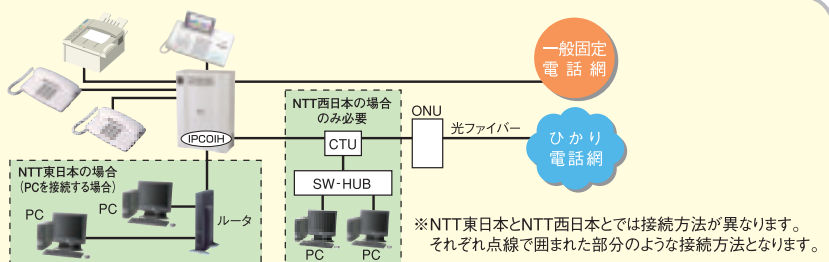 一般固定
電話網
NTT西日本の場合
のみ必要
ONU
光ファイバー
IPCOIH
CTU
ひかり
電話網
NTT東日本の場合
(PCを接続する場合)
SW-HUB
PC
PC
ルータ
PC
PC
※NTT東日本とNTT西日本とでは接続方法が異なります。
それぞれ点線で囲まれた部分のような接続方法となります。